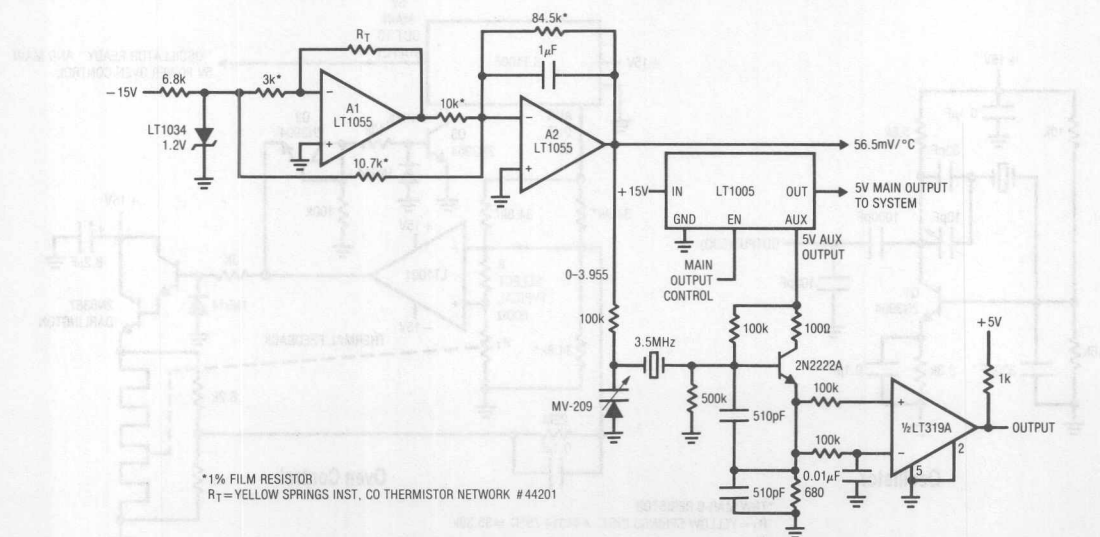 84.5k*
RT
1µF
6.8k
3k*
−15V
−
A1
LT1055
10k*
−
A2
LT1055
LT1034
1.2V
+
10.7k*
+
56.5mV/°C
+15V
IN
LT1005
OUT
5V MAIN OUTPUT
TO SYSTEM
GND
EN
AUX
5V AUX
OUTPUT
MAIN
OUTPUT
CONTROL
0–3.955
100k
3.5MHz
100k
100Ω
+5V
2N2222A
1k
MV-209
500k
510pF
100k
+
½LT319A
OUTPUT
100k
−
2
5
0.01µF
510pF
680
*1% FILM RESISTOR
RT=YELLOW SPRINGS INST, CO THERMISTOR NETWORK #44201